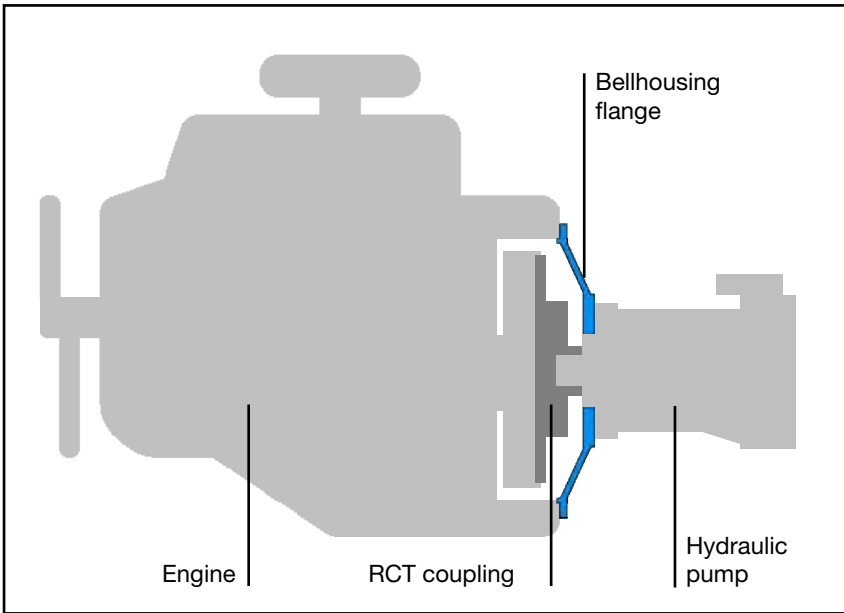 Bellhousing
flange
Engine
RCT coupling
Hydraulic
pump